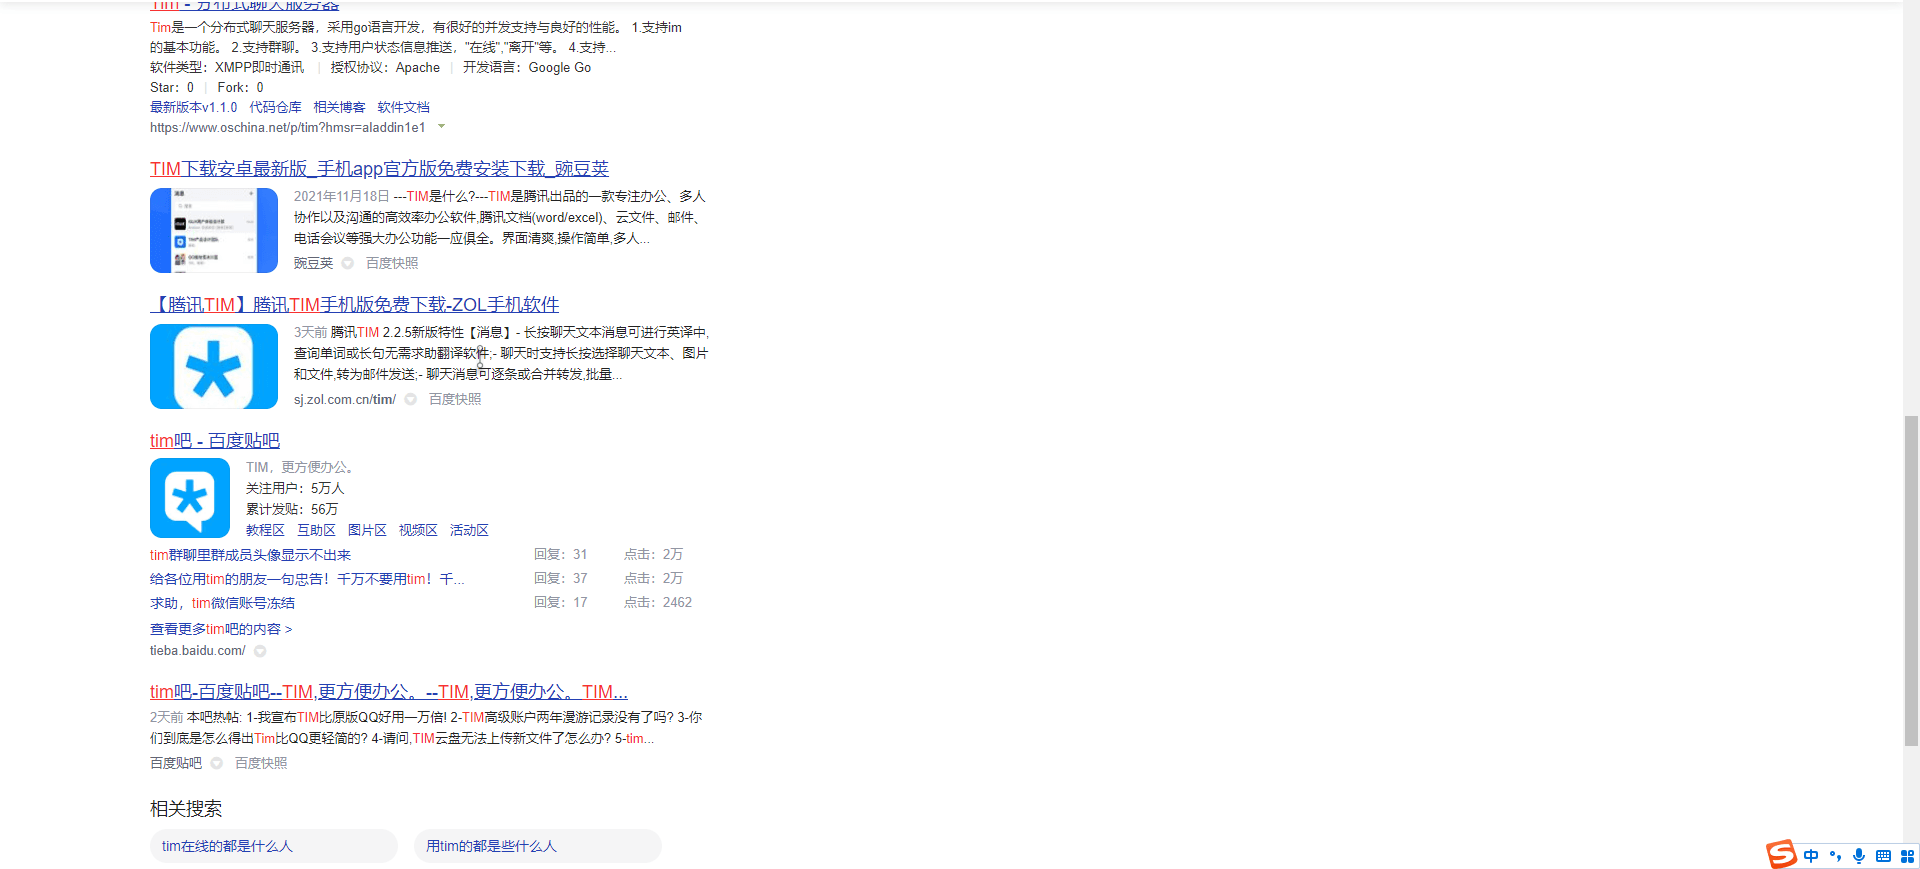 Tim - 分布式聊天服务器
Tim是一个分布式聊天服务器，采用go语言开发，有很好的并发支持与良好的性能。 1.支持im
的基本功能。 2.支持群聊。 3.支持用户状态信息推送，"在线","离开"等。 4.支持...
软件类型：XMPP即时通讯 | 授权协议：Apache | 开发语言：Google Go
Star：0 | Fork：0
最新版本v1.1.0 代码仓库 相关博客 软件文档
https://www.oschina.net/p/tim?hmsr=aladdin1e1
TIM下载安卓最新版_手机app官方版免费安装下载_豌豆荚
2021年11月18日 ---TIM是什么?---TIM是腾讯出品的一款专注办公、多人
协作以及沟通的高效率办公软件,腾讯文档(word/excel)、云文件、邮件、
电话会议等强大办公功能一应俱全。界面清爽,操作简单,多人...
豌豆荚 百度快照
【腾讯TIM】腾讯TIM手机版免费下载-ZOL手机软件
3天前 腾讯TIM 2.2.5新版特性【消息】- 长按聊天文本消息可进行英译中,
查询单词或长句无需求助翻译软件;- 聊天时支持长按选择聊天文本、图片
和文件,转为邮件发送;- 聊天消息可逐条或合并转发,批量...
sj.zol.com.cn/tim/ 百度快照
tim吧 - 百度贴吧
TIM，更方便办公。
关注用户：5万人
累计发贴：56万
教程区 互助区 图片区 视频区 活动区
tim群聊里群成员头像显示不出来 回复：31 点击：2万
给各位用tim的朋友一句忠告！千万不要用tim！千... 回复：37 点击：2万
求助，tim微信账号冻结 回复：17 点击：2462
查看更多tim吧的内容 >
tieba.baidu.com/
tim吧-百度贴吧--TIM,更方便办公。--TIM,更方便办公。TIM...
2天前 本吧热帖: 1-我宣布TIM比原版QQ好用一万倍! 2-TIM高级账户两年漫游记录没有了吗? 3-你
们到底是怎么得出Tim比QQ更轻简的? 4-请问,TIM云盘无法上传新文件了怎么办? 5-tim...
百度贴吧 百度快照
相关搜索
tim在线的都是什么人 用tim的都是些什么人
中